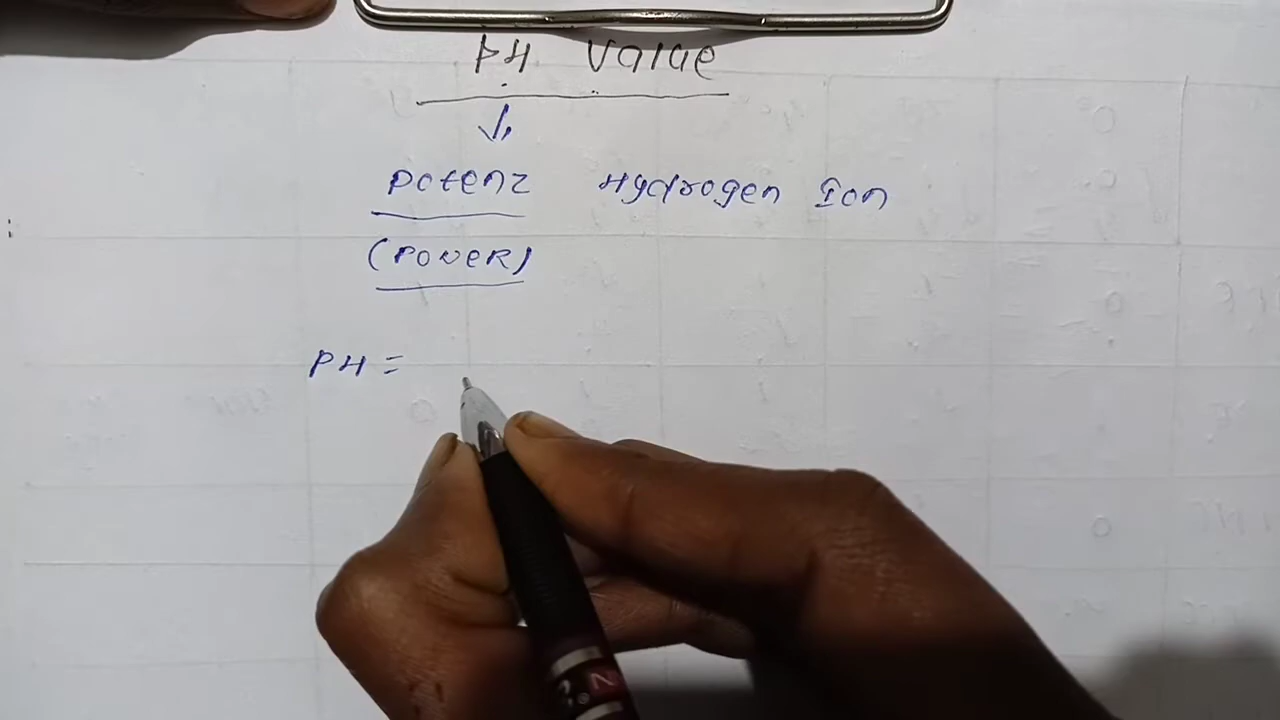 PH Value
Potenz Hydrogen Ion
(Power)
PH =